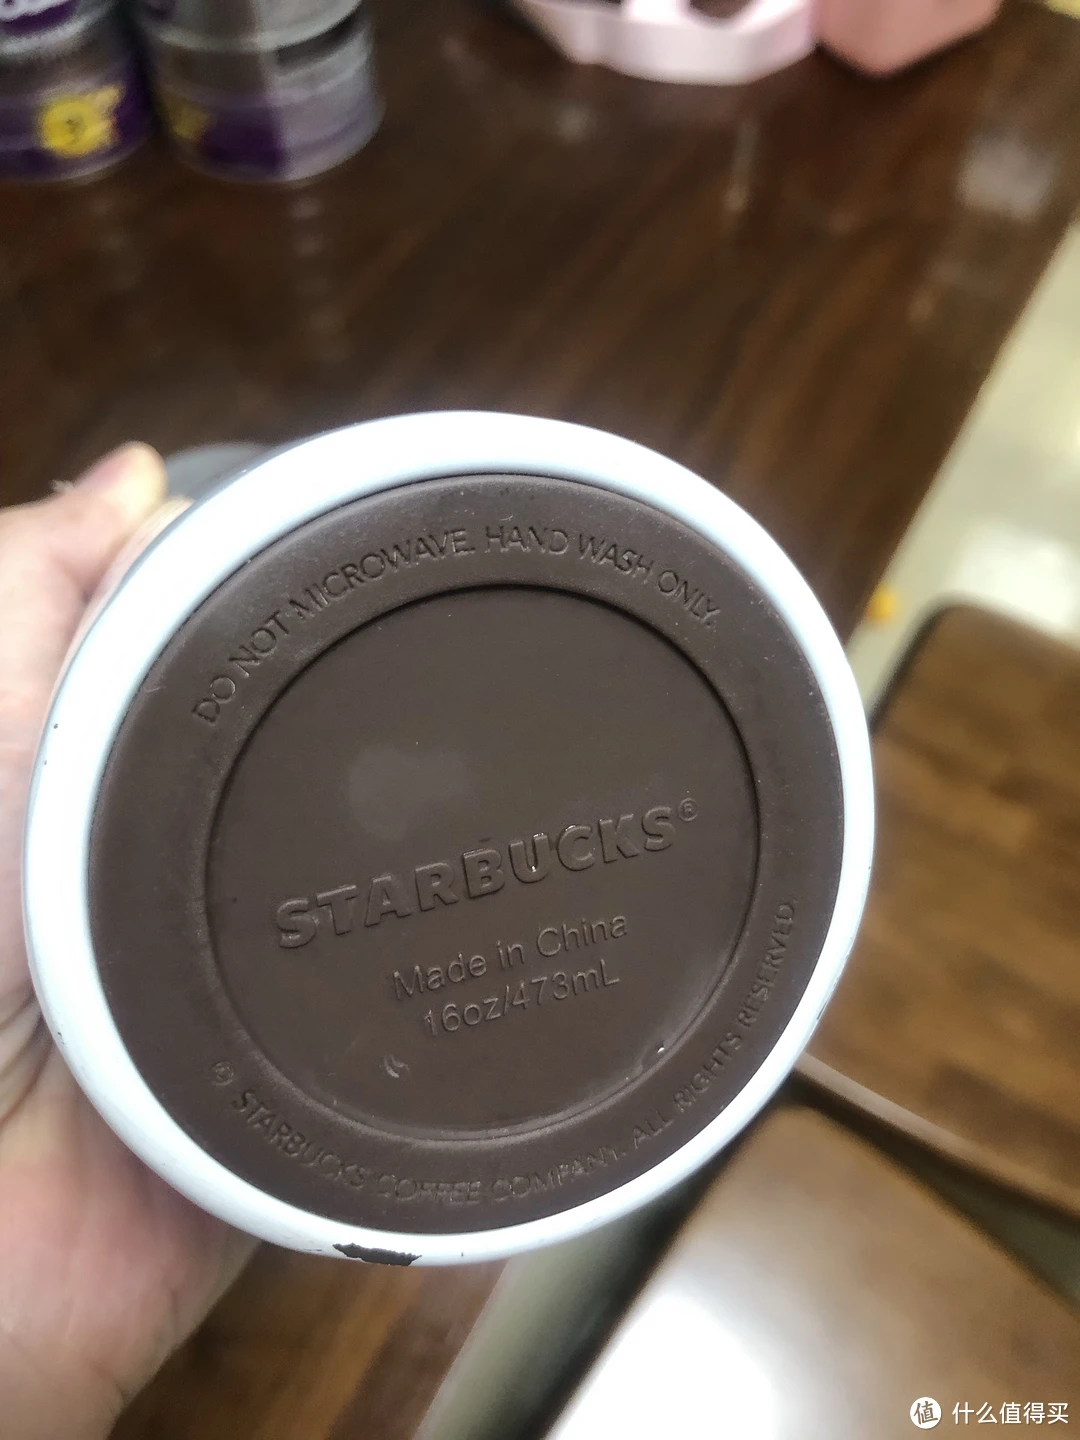 DO NOT MICROWAVE. HAND WASH ONLY.
STARBUCKS®
Made in China
16oz/473mL
© STARBUCKS COFFEE COMPANY. ALL RIGHTS RESERVED.
值 什么值得买